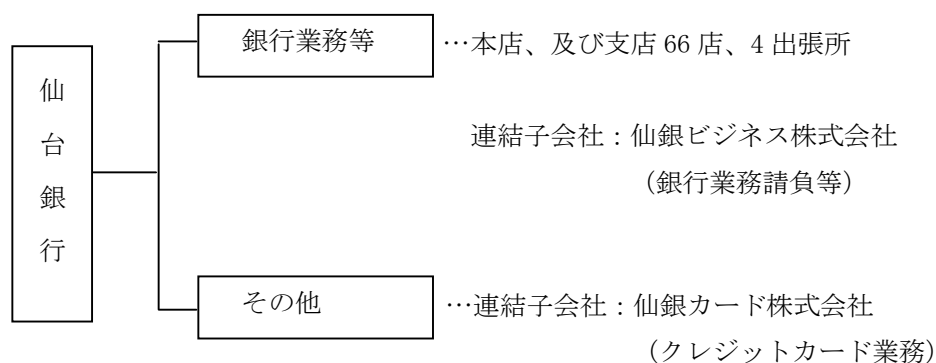 仙台銀行
銀行業務等 …本店、及び支店 66 店、4 出張所
連結子会社：仙銀ビジネス株式会社
（銀行業務請負等）
その他 …連結子会社：仙銀カード株式会社
（クレジットカード業務）